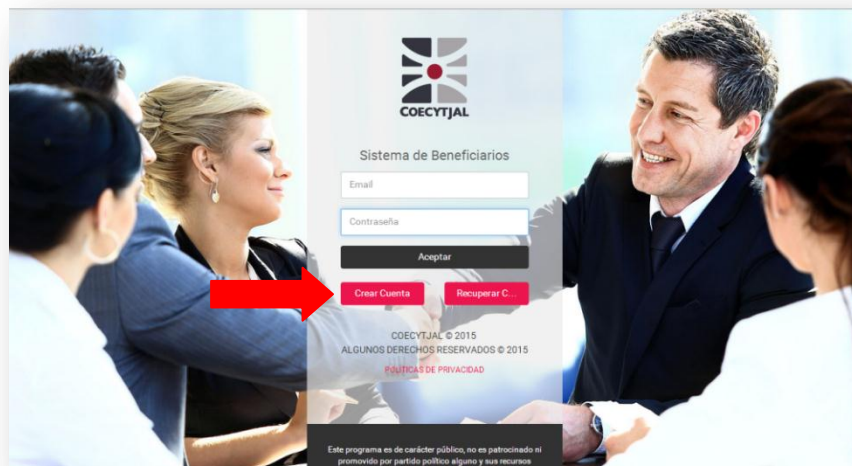 COECYTJAL
Sistema de Beneficiarios
Email
Contraseña
Aceptar
Crear Cuenta
Recuperar C...
COECYTJAL © 2015
ALGUNOS DERECHOS RESERVADOS © 2015
POLÍTICAS DE PRIVACIDAD
Este programa es de carácter público, no es patrocinado ni
promovido por partido político alguno y sus recursos